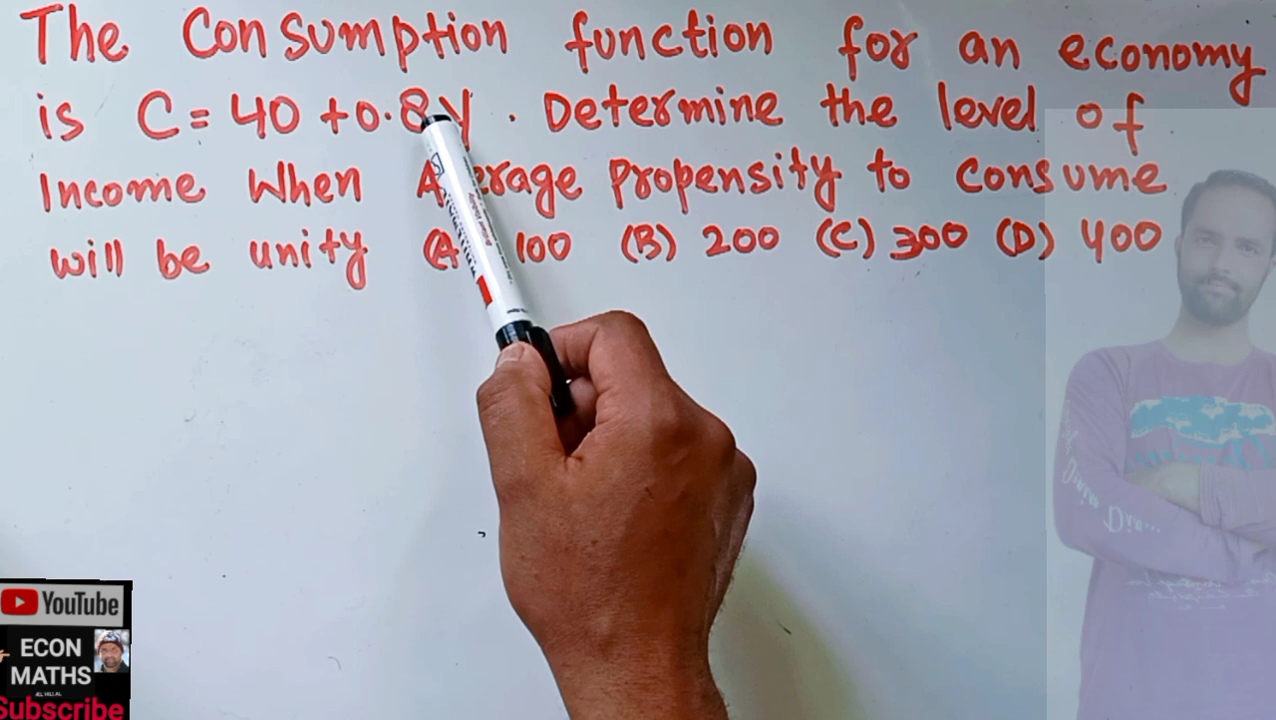 The Consumption function for an economy
is C = 40 + 0.8Y. Determine the level of
Income When Average Propensity to Consume
will be unity (A) 100 (B) 200 (C) 300 (D) 400
YouTube
ECON
MATHS
Subscribe